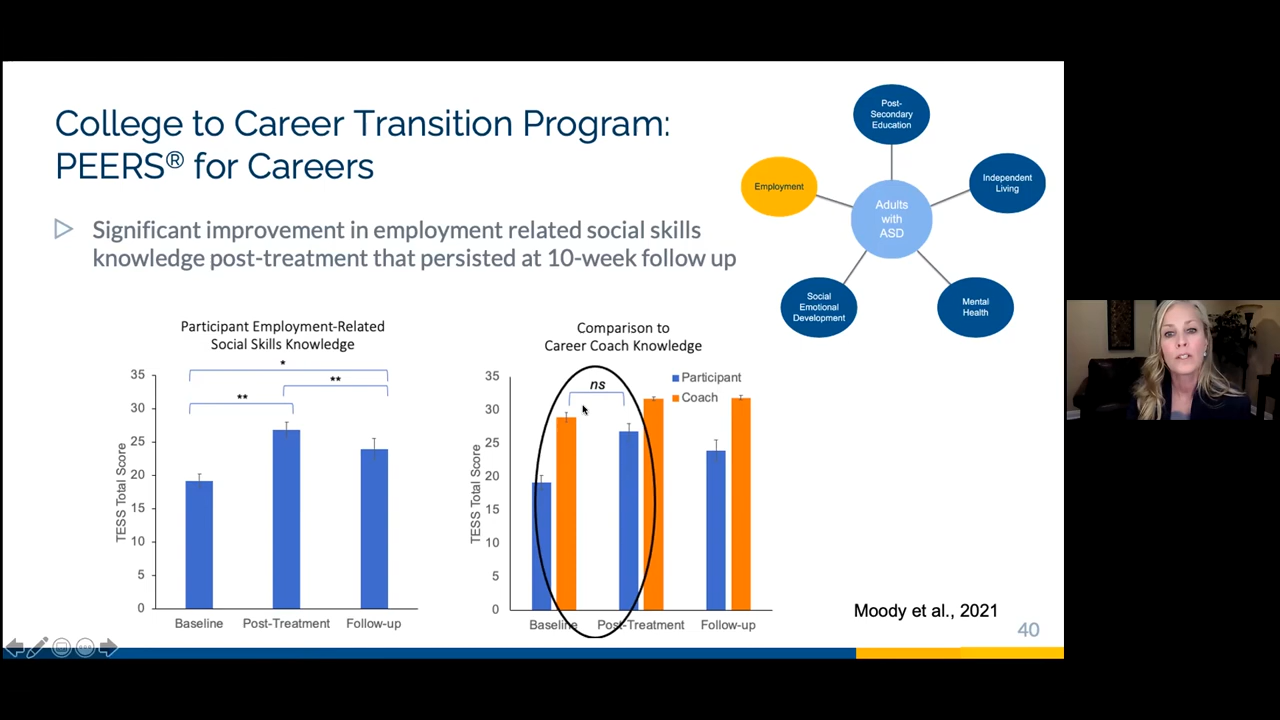 College to Career Transition Program:
PEERS® for Careers
Significant improvement in employment related social skills
knowledge post-treatment that persisted at 10-week follow up
Post-
Secondary
Education
Employment
Independent
Living
Adults
with
ASD
Social
Emotional
Development
Mental
Health
Participant Employment-Related
Social Skills Knowledge
*
**
**
35
30
25
20
15
10
5
0
TESS Total Score
Baseline Post-Treatment Follow-up
Comparison to
Career Coach Knowledge
ns
Participant
Coach
35
30
25
20
15
10
5
0
TESS Total Score
Baseline Post-Treatment Follow-up
Moody et al., 2021
40